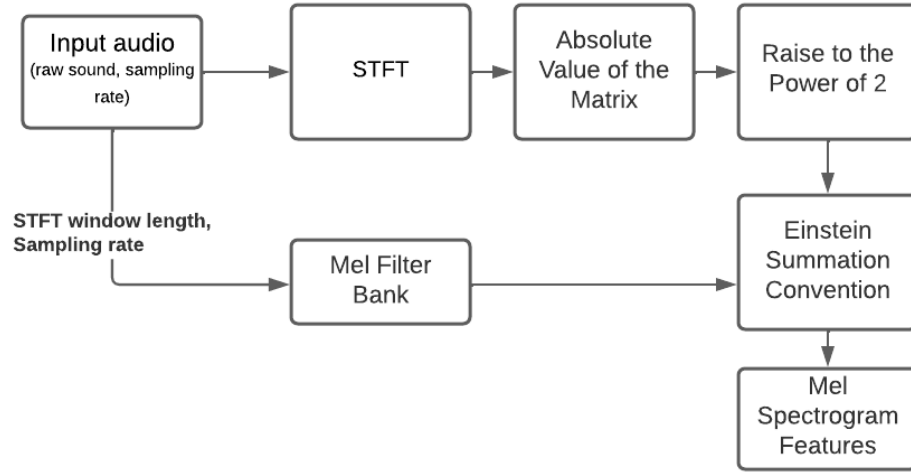 Input audio
(raw sound, sampling
rate)
STFT
Absolute
Value of the
Matrix
Raise to the
Power of 2
STFT window length,
Sampling rate
Mel Filter
Bank
Einstein
Summation
Convention
Mel
Spectrogram
Features